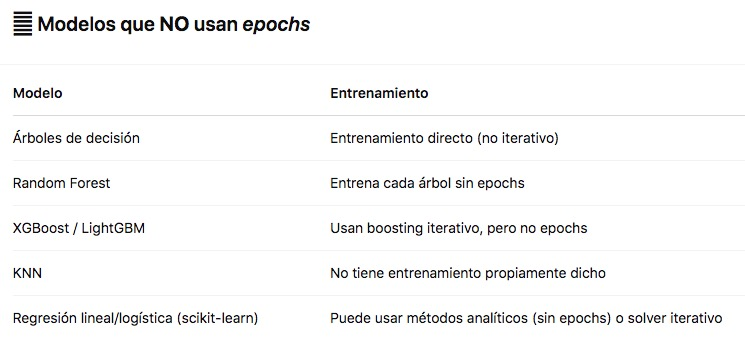 Modelos que NO usan epochs
Modelo Entrenamiento
Árboles de decisión Entrenamiento directo (no iterativo)
Random Forest Entrena cada árbol sin epochs
XGBoost / LightGBM Usan boosting iterativo, pero no epochs
KNN No tiene entrenamiento propiamente dicho
Regresión lineal/logística (scikit-learn) Puede usar métodos analíticos (sin epochs) o solver iterativo